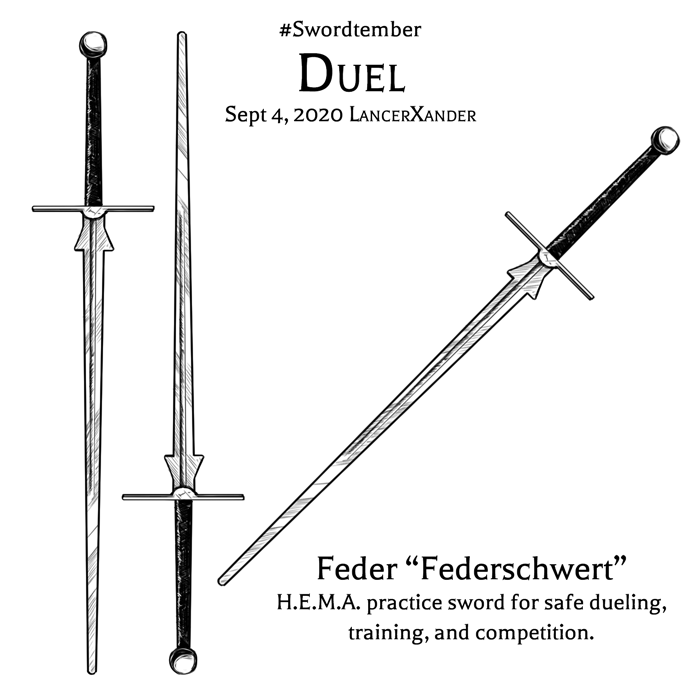 #Swordtember
Duel
Sept 4, 2020 LancerXander
Feder “Federschwert”
H.E.M.A. practice sword for safe dueling,
training, and competition.